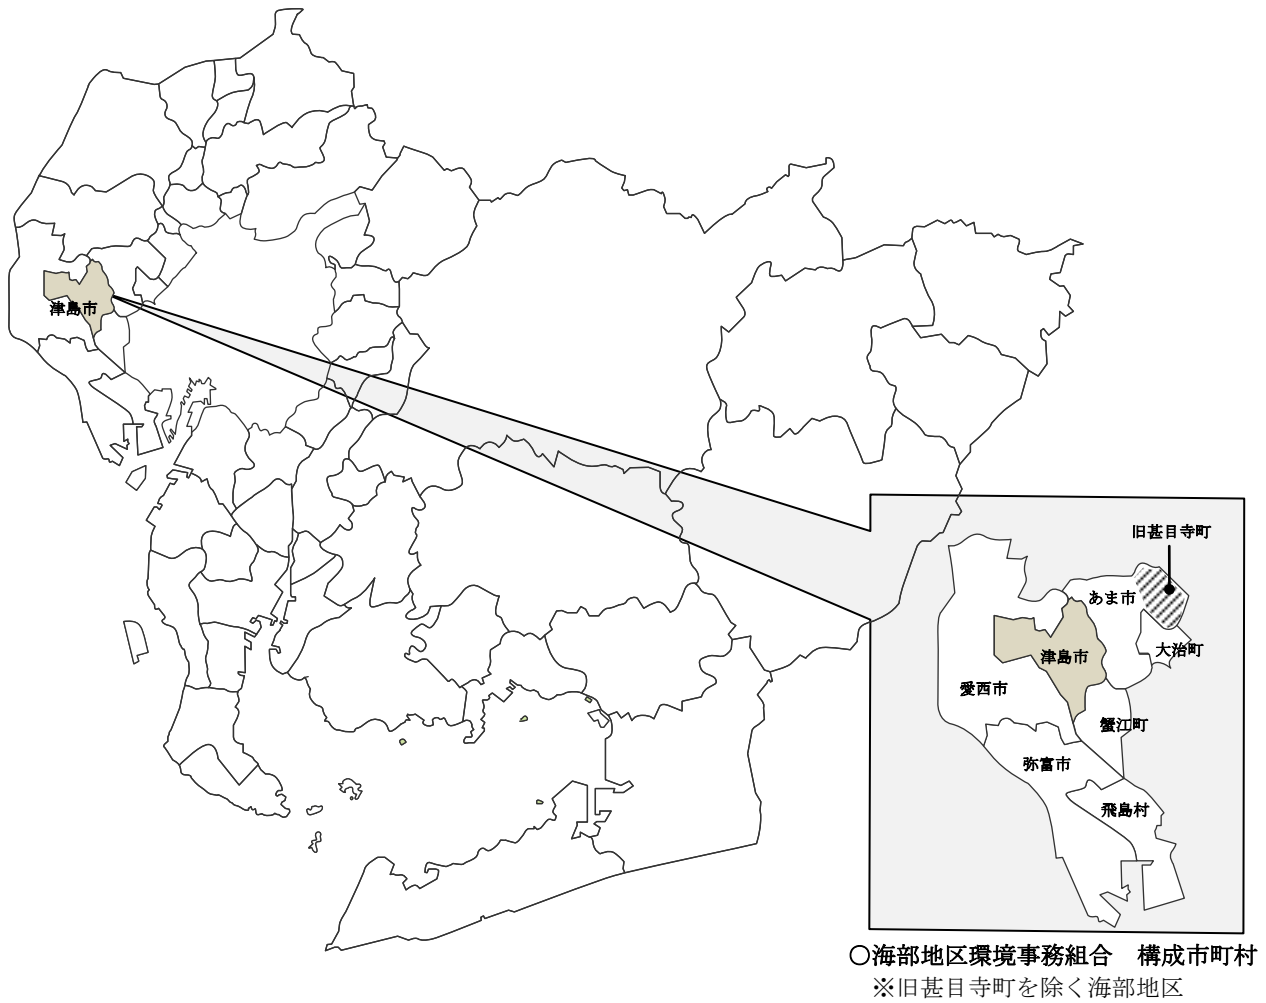 津島市
旧甚目寺町
あま市
大治町
津島市
愛西市
蟹江町
弥富市
飛島村
○海部地区環境事務組合　構成市町村
※旧甚目寺町を除く海部地区